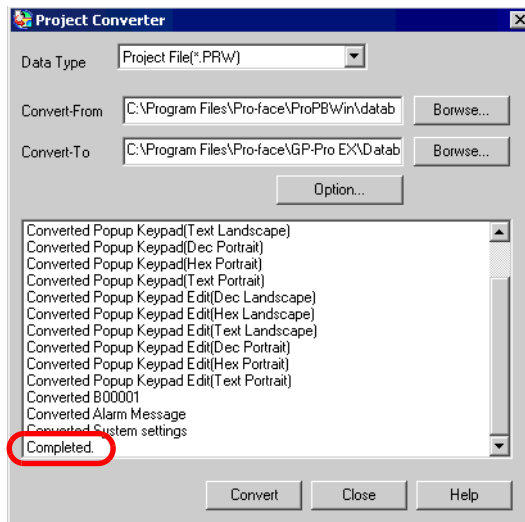 Project Converter
Data Type Project File(*.PRW)
Convert-From C:\Program Files\Pro-face\ProPBWin\datab Borwse...
Convert-To C:\Program Files\Pro-face\GP-Pro EX\Datab Borwse...
Option...
Converted Popup Keypad(Text Landscape)
Converted Popup Keypad(Dec Portrait)
Converted Popup Keypad(Hex Portrait)
Converted Popup Keypad(Text Portrait)
Converted Popup Keypad Edit(Dec Landscape)
Converted Popup Keypad Edit(Hex Landscape)
Converted Popup Keypad Edit(Text Landscape)
Converted Popup Keypad Edit(Dec Portrait)
Converted Popup Keypad Edit(Hex Portrait)
Converted Popup Keypad Edit(Text Portrait)
Converted B00001
Converted Alarm Message
Converted System settings
Completed.
Convert Close Help